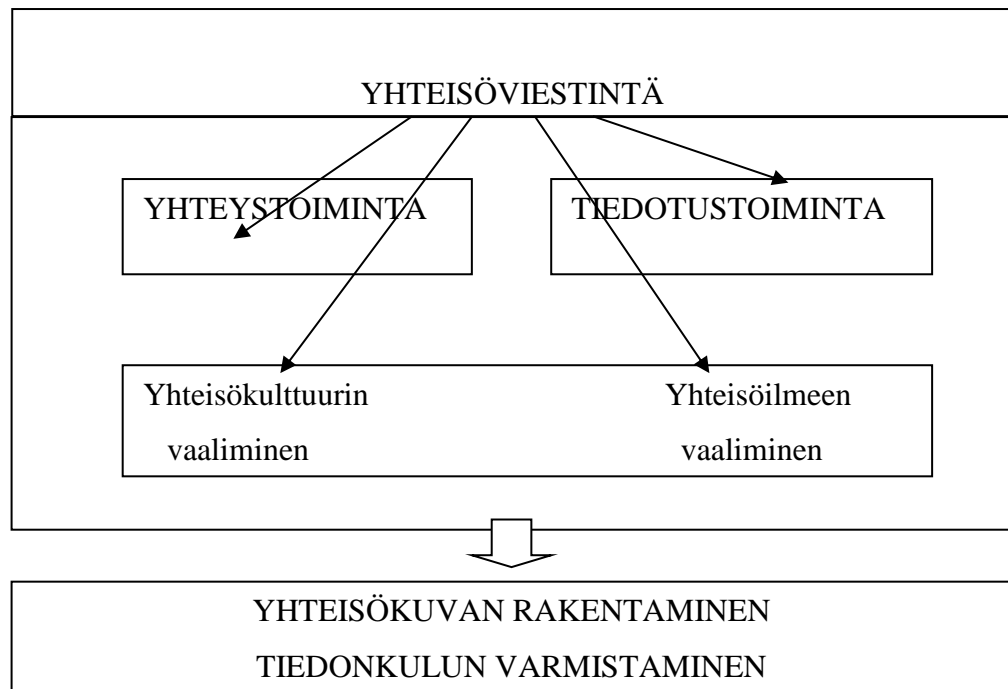 YHTEISÖVIESTINTÄ
YHTEYSTOIMINTA
TIEDOTUSTOIMINTA
Yhteisökulttuurin
vaaliminen
Yhteisöilmeen
vaaliminen
YHTEISÖKUVAN RAKENTAMINEN
TIEDONKULUN VARMISTAMINEN